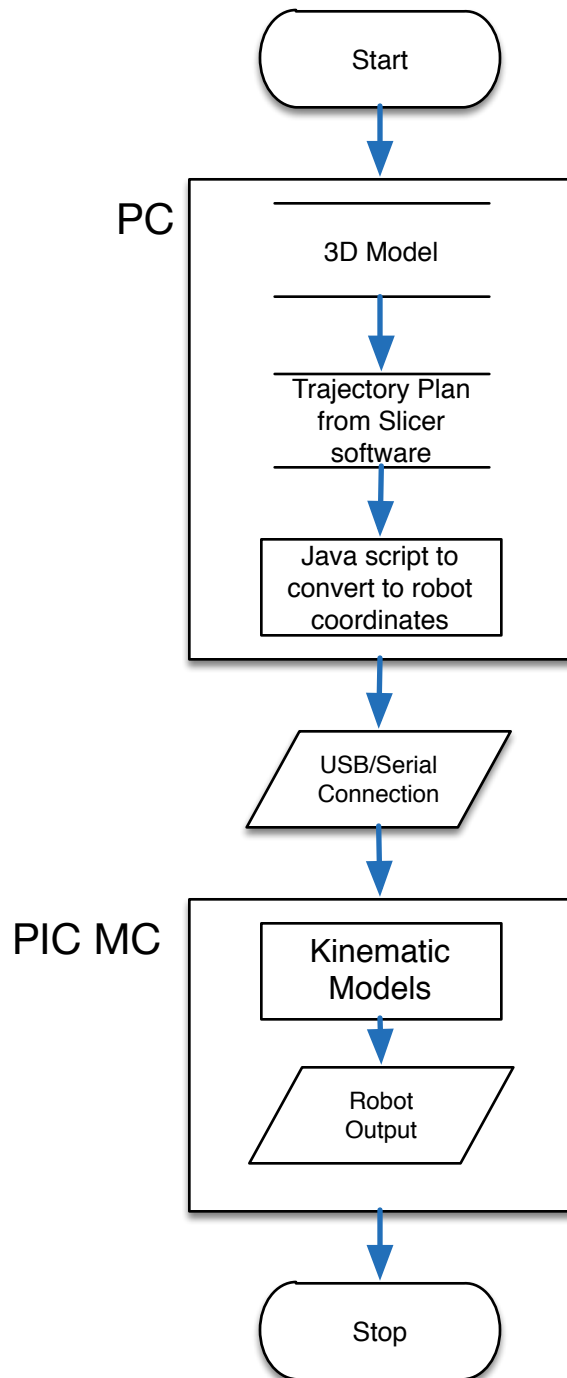 Start
PC
3D Model
Trajectory Plan
from Slicer
software
Java script to
convert to robot
coordinates
USB/Serial
Connection
PIC MC
Kinematic
Models
Robot
Output
Stop